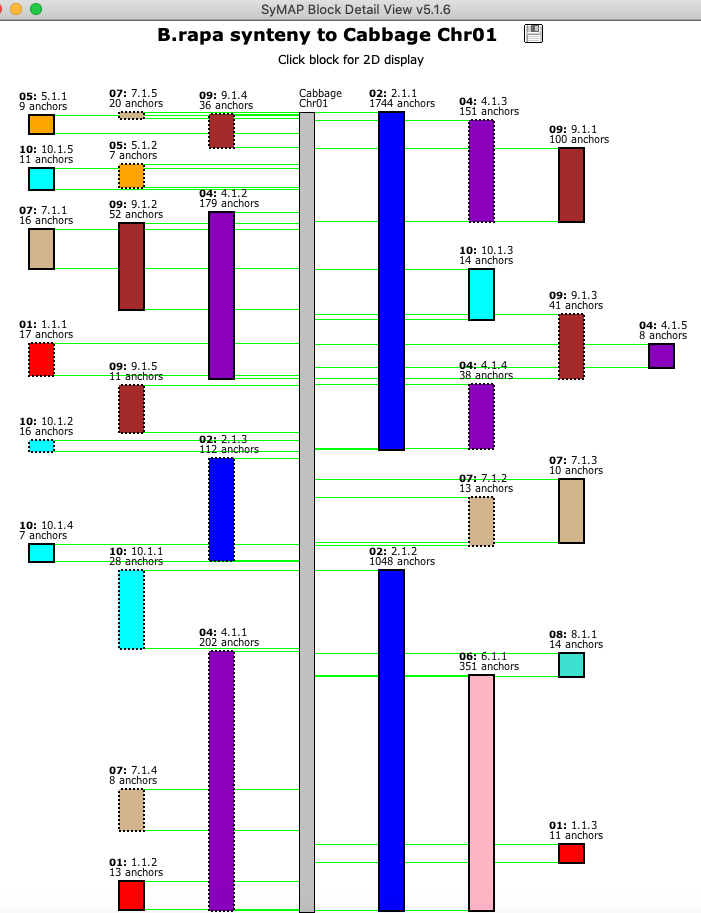 SyMAP Block Detail View v5.1.6
B.rapa synteny to Cabbage Chr01
Click block for 2D display
05: 5.1.1
9 anchors
07: 7.1.5
20 anchors
09: 9.1.4
36 anchors
Cabbage
Chr01
02: 2.1.1
1744 anchors
04: 4.1.3
151 anchors
09: 9.1.1
100 anchors
10: 10.1.5
11 anchors
05: 5.1.2
7 anchors
07: 7.1.1
16 anchors
09: 9.1.2
52 anchors
04: 4.1.2
179 anchors
10: 10.1.3
14 anchors
09: 9.1.3
41 anchors
04: 4.1.5
8 anchors
01: 1.1.1
17 anchors
09: 9.1.5
11 anchors
04: 4.1.4
38 anchors
10: 10.1.2
16 anchors
02: 2.1.3
112 anchors
07: 7.1.2
13 anchors
07: 7.1.3
10 anchors
10: 10.1.4
7 anchors
10: 10.1.1
28 anchors
02: 2.1.2
1048 anchors
04: 4.1.1
202 anchors
06: 6.1.1
351 anchors
08: 8.1.1
14 anchors
07: 7.1.4
8 anchors
01: 1.1.3
11 anchors
01: 1.1.2
13 anchors